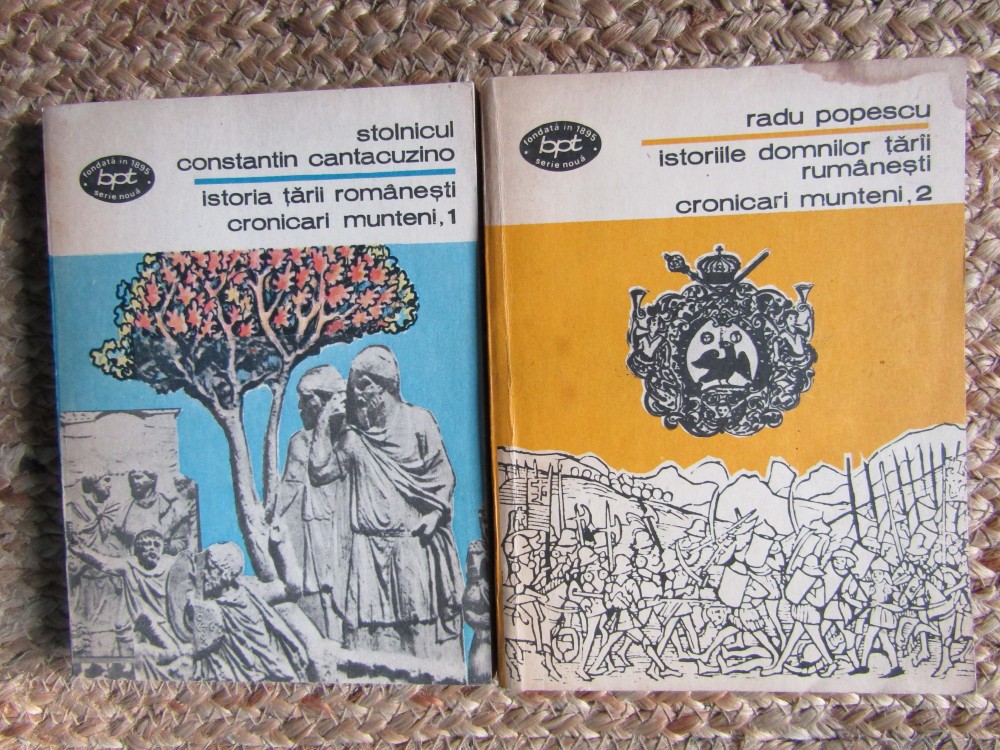 fondată în 1895
bpt
serie nouă
stolnicul
constantin cantacuzino
istoria țării românești
cronicari munteni, 1
fondată în 1895
bpt
serie nouă
radu popescu
istoriile domnilor țării
rumânești
cronicari munteni, 2